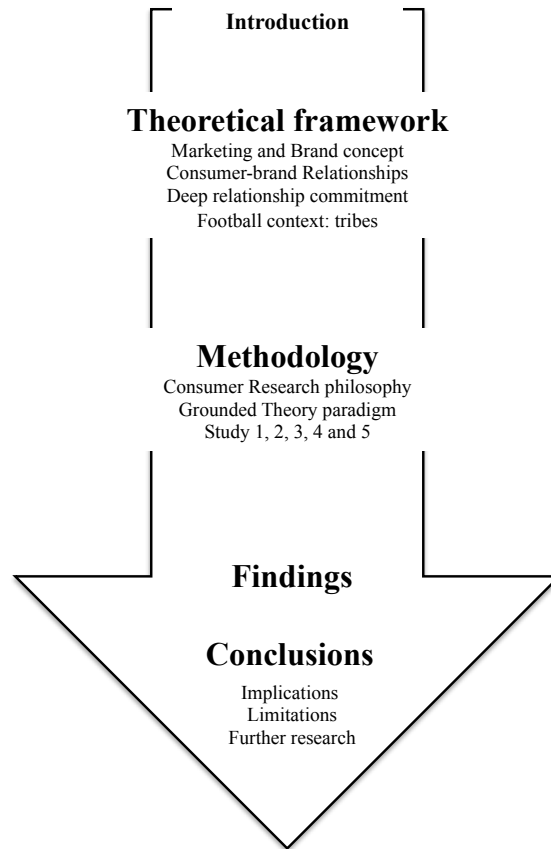 Introduction
Theoretical framework
Marketing and Brand concept
Consumer-brand Relationships
Deep relationship commitment
Football context: tribes
Methodology
Consumer Research philosophy
Grounded Theory paradigm
Study 1, 2, 3, 4 and 5
Findings
Conclusions
Implications
Limitations
Further research